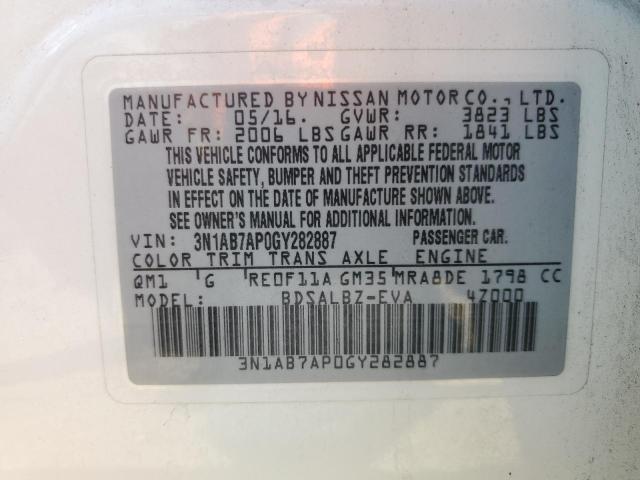 MANUFACTURED BY NISSAN MOTOR CO., LTD.
DATE: 05/16. GVWR: 3823 LBS
GAWR FR: 2006 LBS GAWR RR: 1841 LBS
THIS VEHICLE CONFORMS TO ALL APPLICABLE FEDERAL MOTOR
VEHICLE SAFETY, BUMPER AND THEFT PREVENTION STANDARDS
IN EFFECT ON THE DATE OF MANUFACTURE SHOWN ABOVE.
SEE OWNER'S MANUAL FOR ADDITIONAL INFORMATION.
VIN: 3N1AB7AP0GY282887 PASSENGER CAR.
COLOR TRIM TRANS AXLE ENGINE
QM1 G RE0F11A GM35 MRA8DE 1798 CC
MODEL: BDSALBZ-EVA 4Z000
3N1AB7AP0GY282887